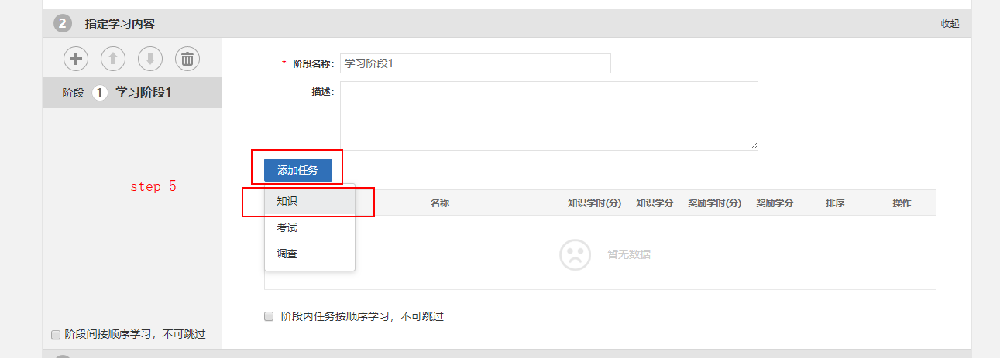 2 指定学习内容 收起
阶段 1 学习阶段1
* 阶段名称： 学习阶段1
描述：
添加任务
step 5
知识
考试
调查
名称 知识学时(分) 知识学分 奖励学时(分) 奖励学分 排序 操作
暂无数据
阶段内任务按顺序学习，不可跳过
阶段间按顺序学习，不可跳过